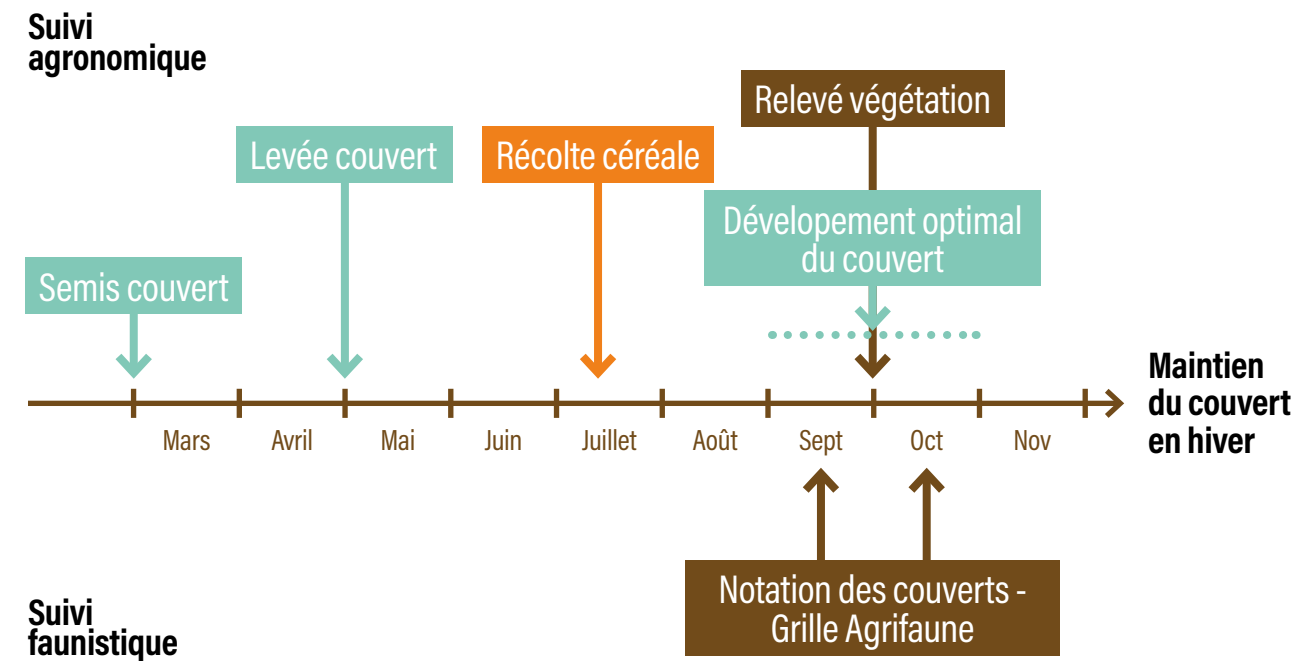 Suivi
agronomique
Relevé végétation
Levée couvert
Récolte céréale
Dévelopement optimal
du couvert
Semis couvert
Maintien
du couvert
en hiver
Mars
Avril
Mai
Juin
Juillet
Août
Sept
Oct
Nov
Notation des couverts -
Grille Agrifaune
Suivi
faunistique